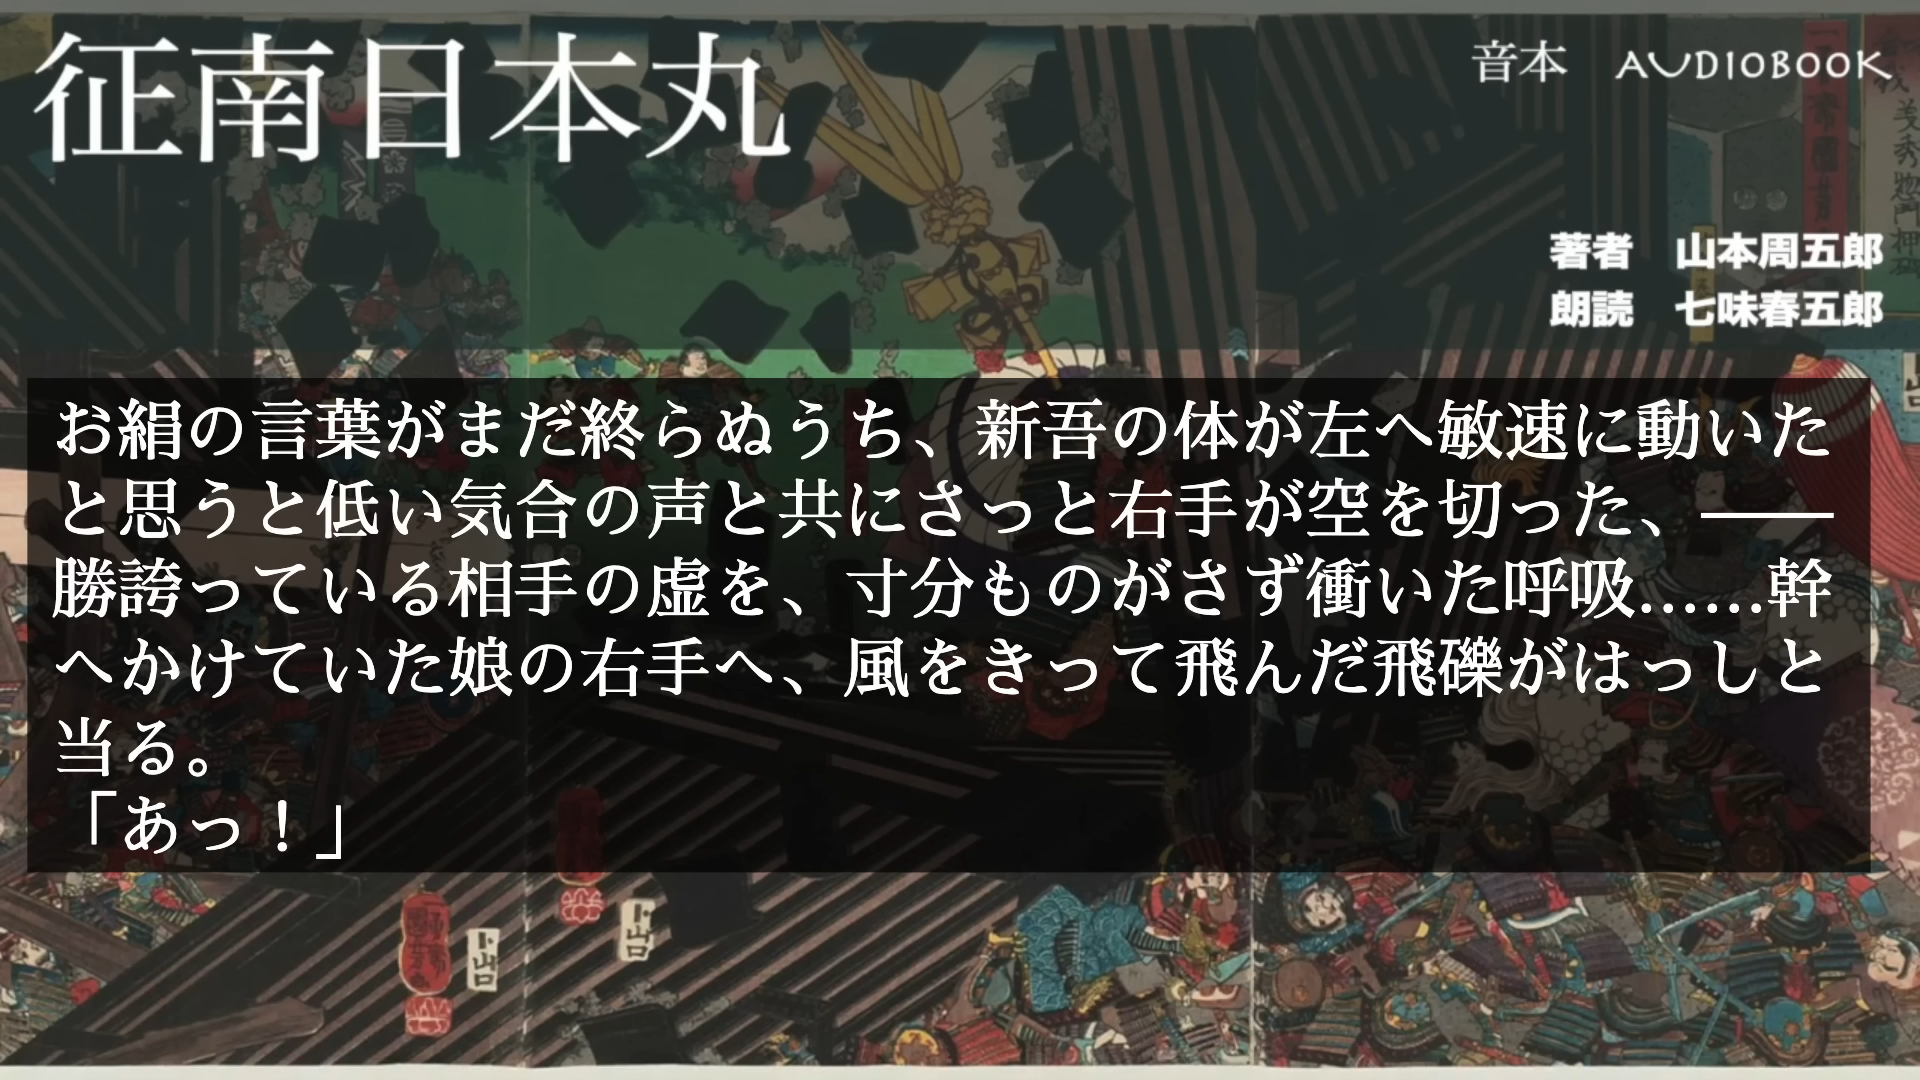 征南日本丸
音本 AUDIOBOOK
著者 山本周五郎
朗読 七味春五郎
お絹の言葉がまだ終らぬうち、新吾の体が左へ敏速に動いた
と思うと低い気合の声と共にさっと右手が空を切った、――
勝誇っている相手の虚を、寸分ものがさず衝いた呼吸……幹
へかけていた娘の右手へ、風をきって飛んだ飛礫がはっしと
当る。
「あっ！」